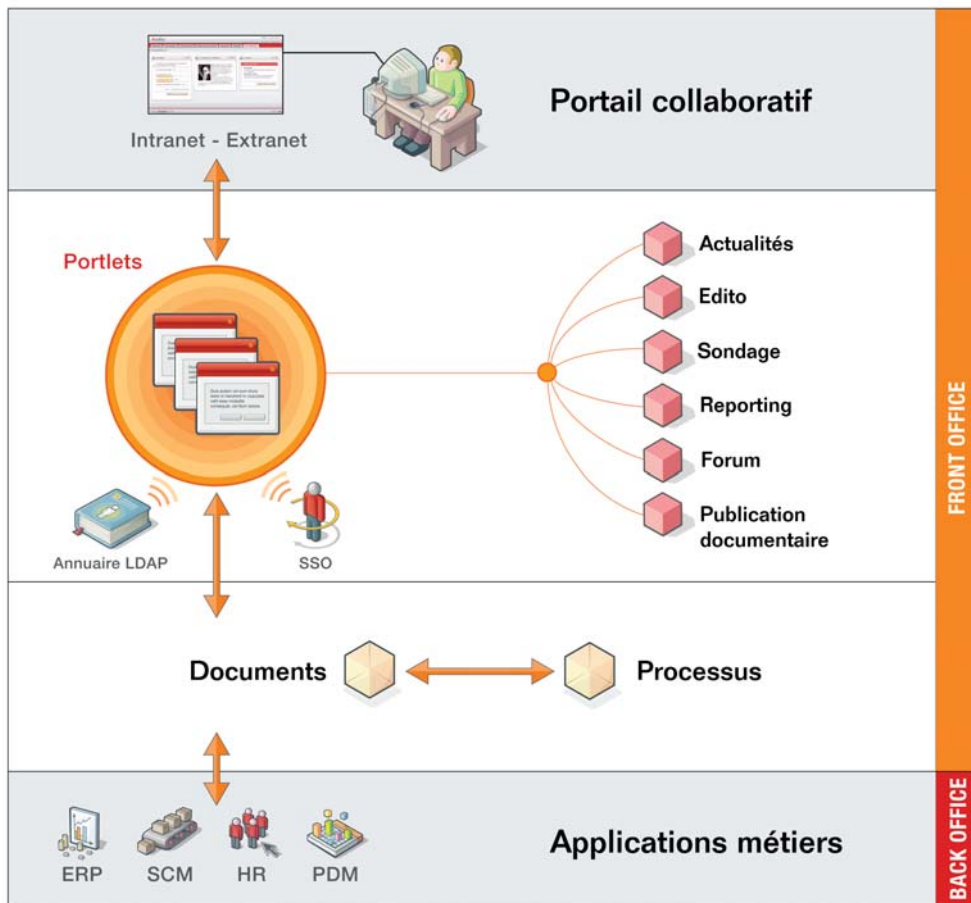 Portail collaboratif
Intranet - Extranet
Portlets
Actualités
Edito
Sondage
Reporting
Forum
Publication
documentaire
Annuaire LDAP
SSO
FRONT OFFICE
Documents
Processus
BACK OFFICE
Applications métiers
ERP
SCM
HR
PDM